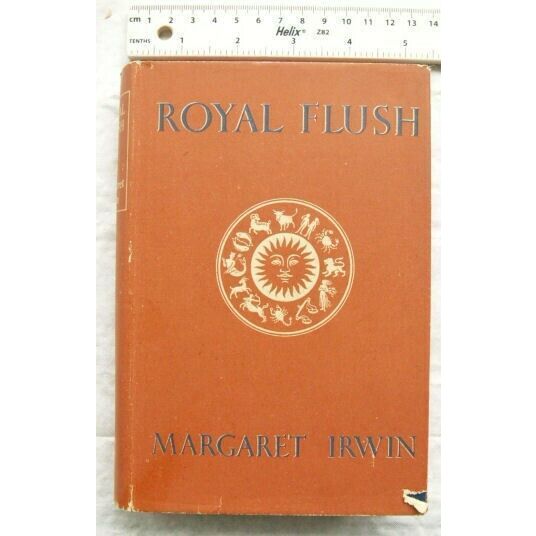 cm 1 2 3 4 5 6 7 8 9 10 11 12 13 14
Helix® Z82
TENTHS 1 2 3 4 5
ROYAL FLUSH
MARGARET IRWIN